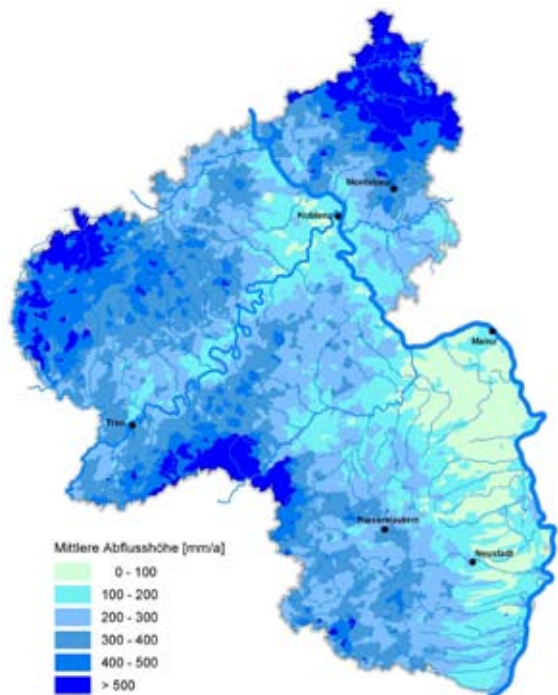 Montabaur
Koblenz
Mainz
Trier
Kaiserslautern
Neustadt
Mittlere Abflusshöhe [mm/a]
0 - 100
100 - 200
200 - 300
300 - 400
400 - 500
> 500